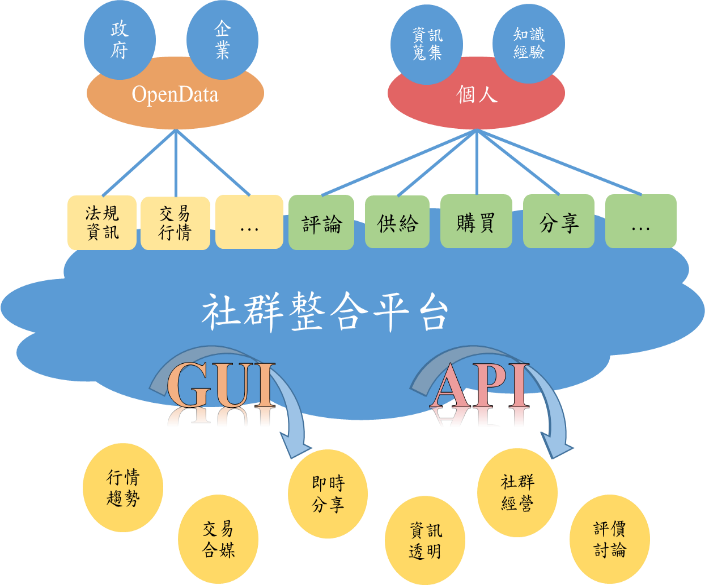 政府
企業
OpenData
資訊
蒐集
知識
經驗
個人
法規
資訊
交易
行情
...
評論
供給
購買
分享
...
社群整合平台
GUI
API
行情
趨勢
交易
合媒
即時
分享
資訊
透明
社群
經營
評價
討論